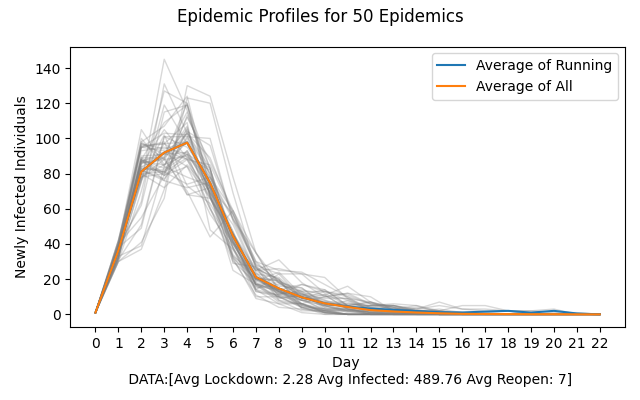 Epidemic Profiles for 50 Epidemics
Average of Running
Average of All
Newly Infected Individuals
140
120
100
80
60
40
20
0
0 1 2 3 4 5 6 7 8 9 10 11 12 13 14 15 16 17 18 19 20 21 22
Day
DATA:[Avg Lockdown: 2.28 Avg Infected: 489.76 Avg Reopen: 7]